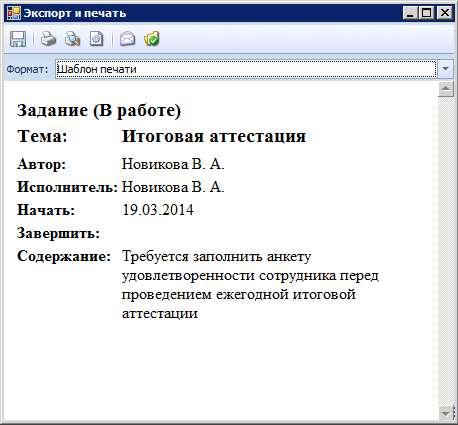 Экспорт и печать
Формат: Шаблон печати
Задание (В работе)
Тема: Итоговая аттестация
Автор: Новикова В. А.
Исполнитель: Новикова В. А.
Начать: 19.03.2014
Завершить:
Содержание: Требуется заполнить анкету
удовлетворенности сотрудника перед
проведением ежегодной итоговой
аттестации